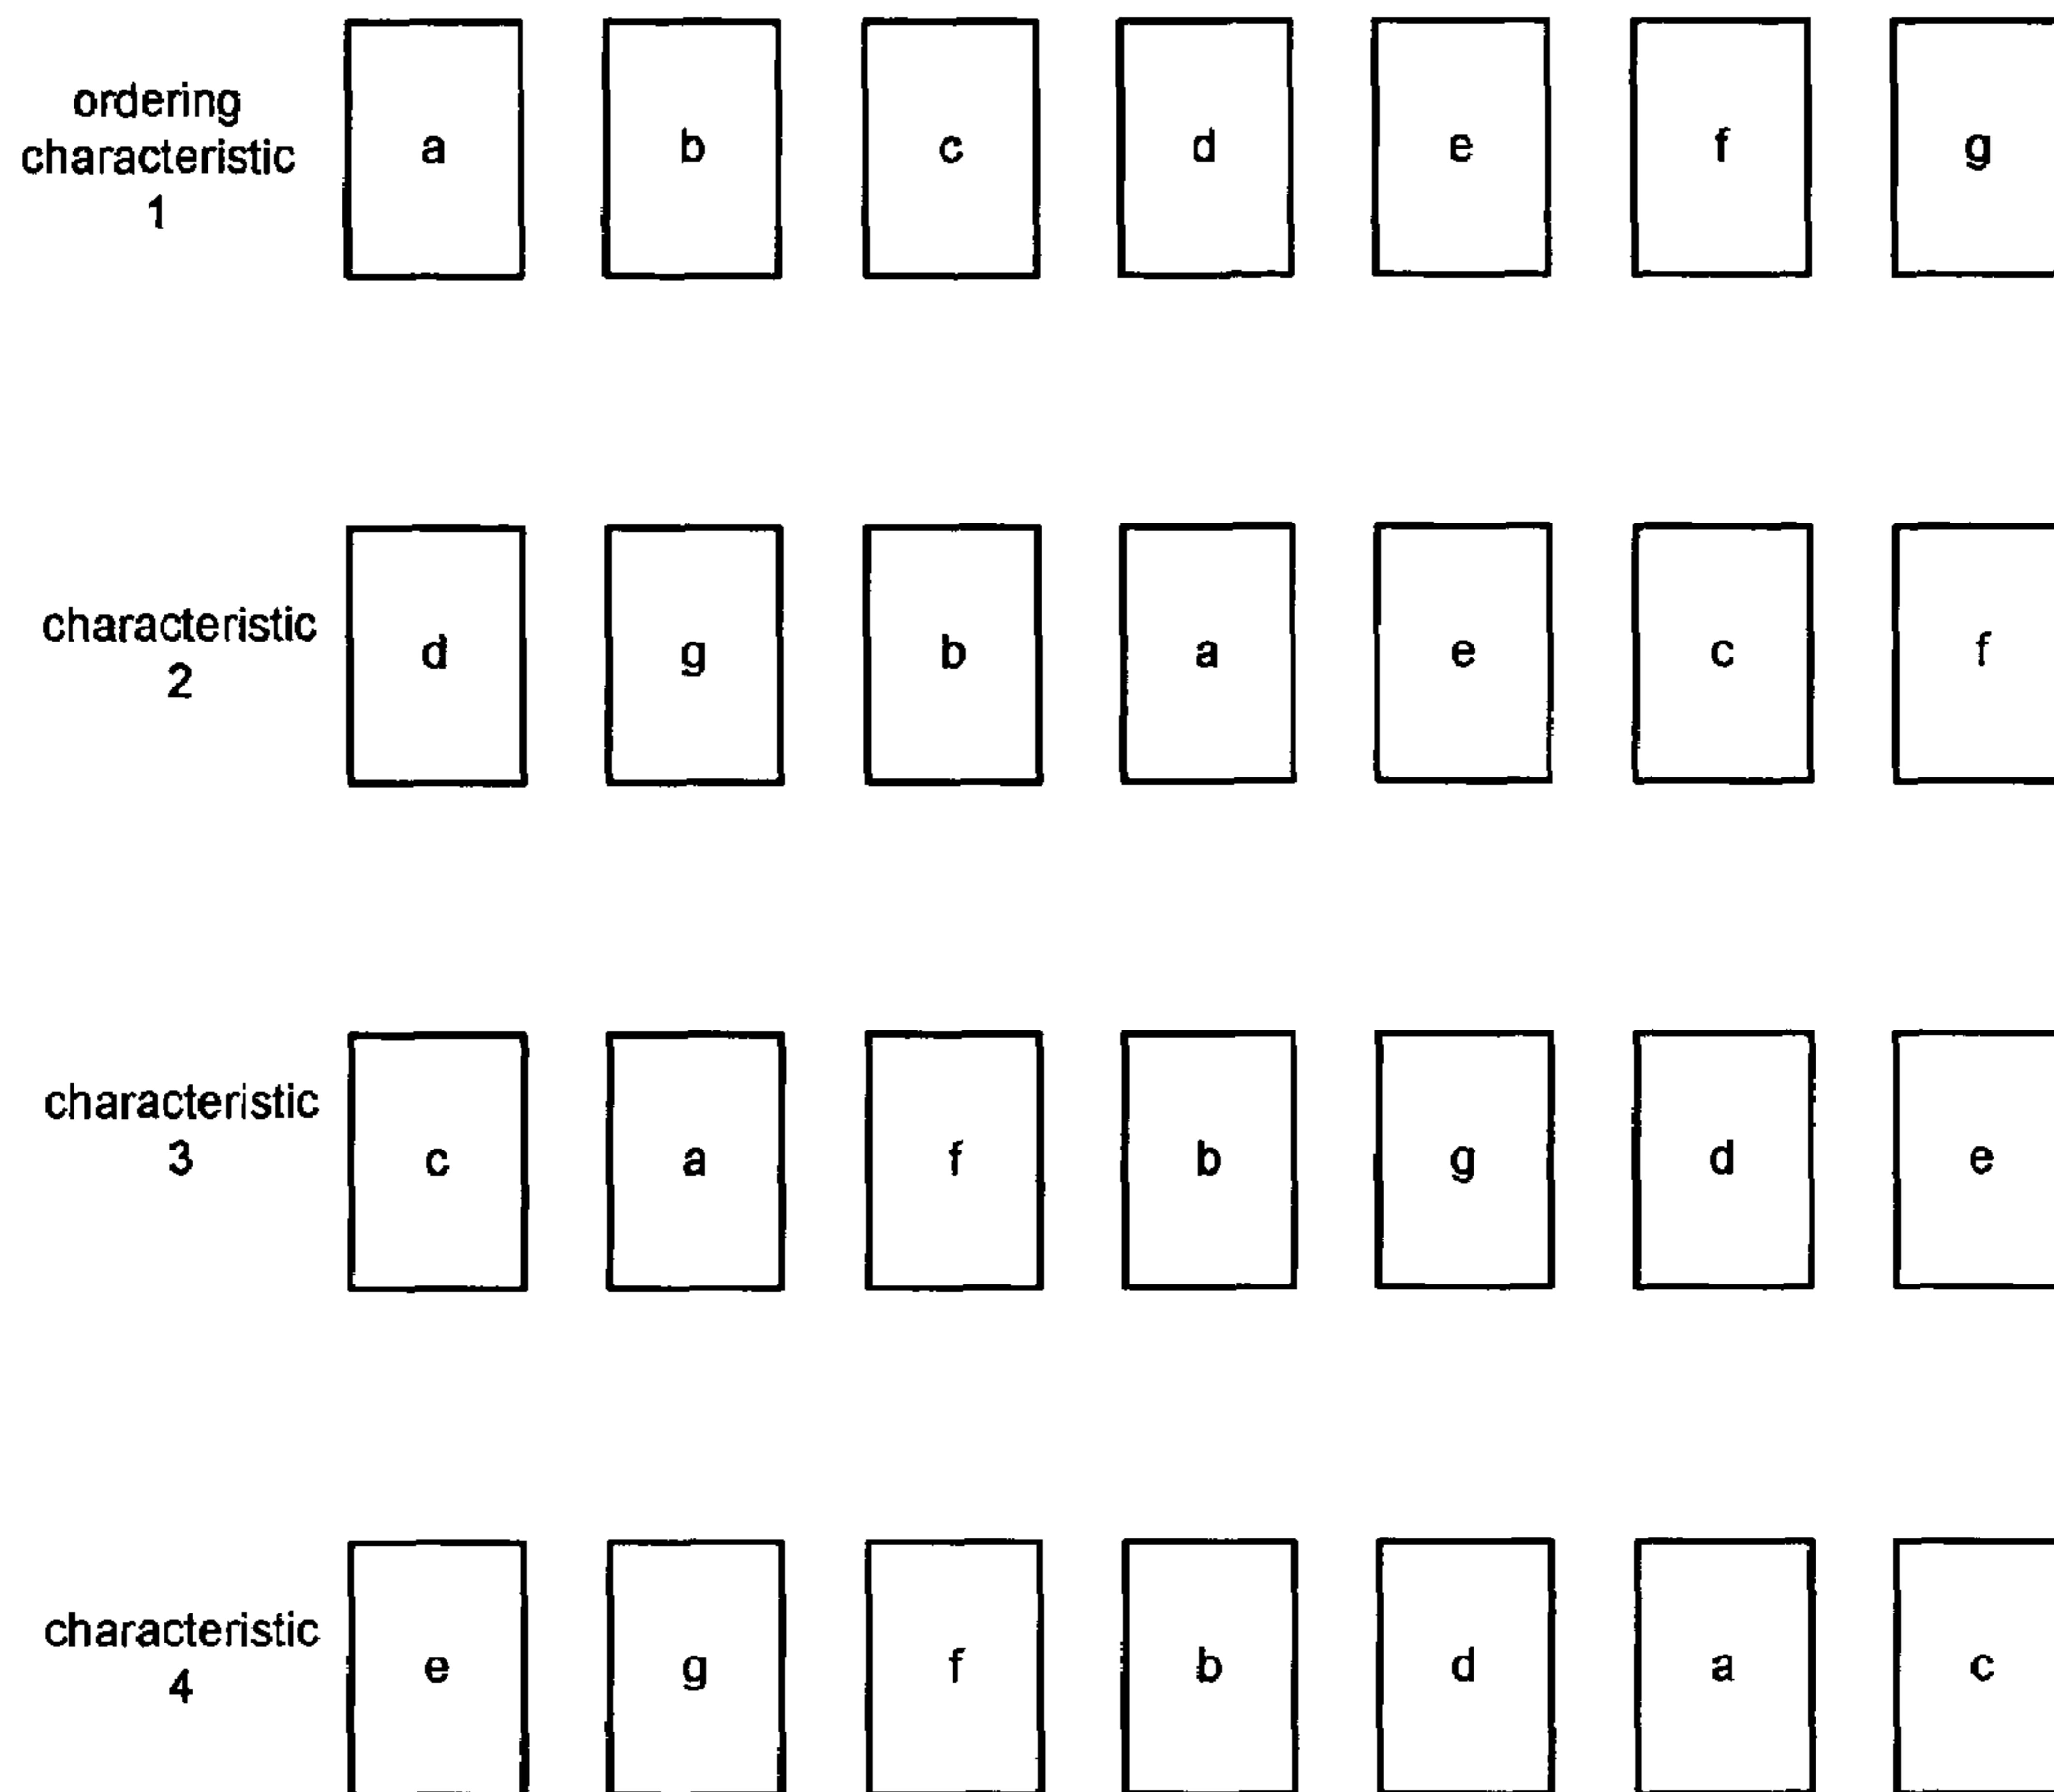 ordering
characteristic
1
a b c d e f g
characteristic
2
d g b a e c f
characteristic
3
c a f b g d e
characteristic
4
e g f b d a c